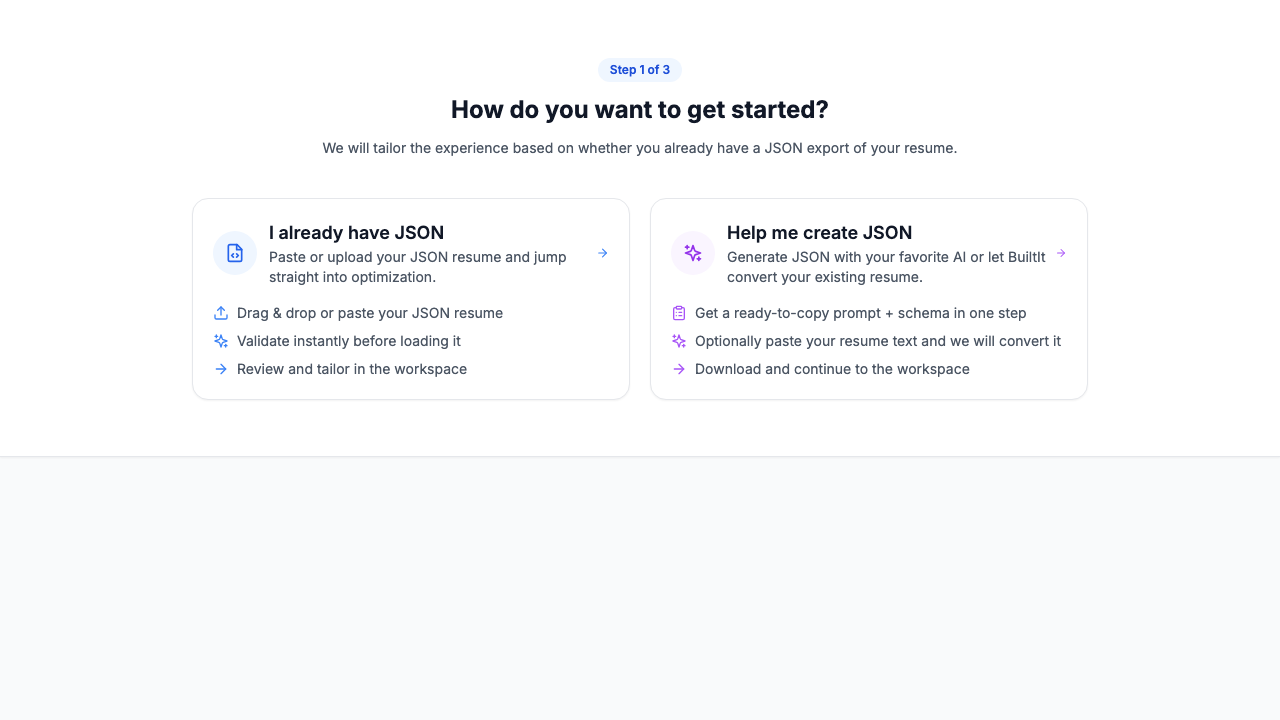 Step 1 of 3
How do you want to get started?
We will tailor the experience based on whether you already have a JSON export of your resume.
I already have JSON
Paste or upload your JSON resume and jump
straight into optimization.
Drag & drop or paste your JSON resume
Validate instantly before loading it
Review and tailor in the workspace
Help me create JSON
Generate JSON with your favorite AI or let BuiltIt
convert your existing resume.
Get a ready-to-copy prompt + schema in one step
Optionally paste your resume text and we will convert it
Download and continue to the workspace